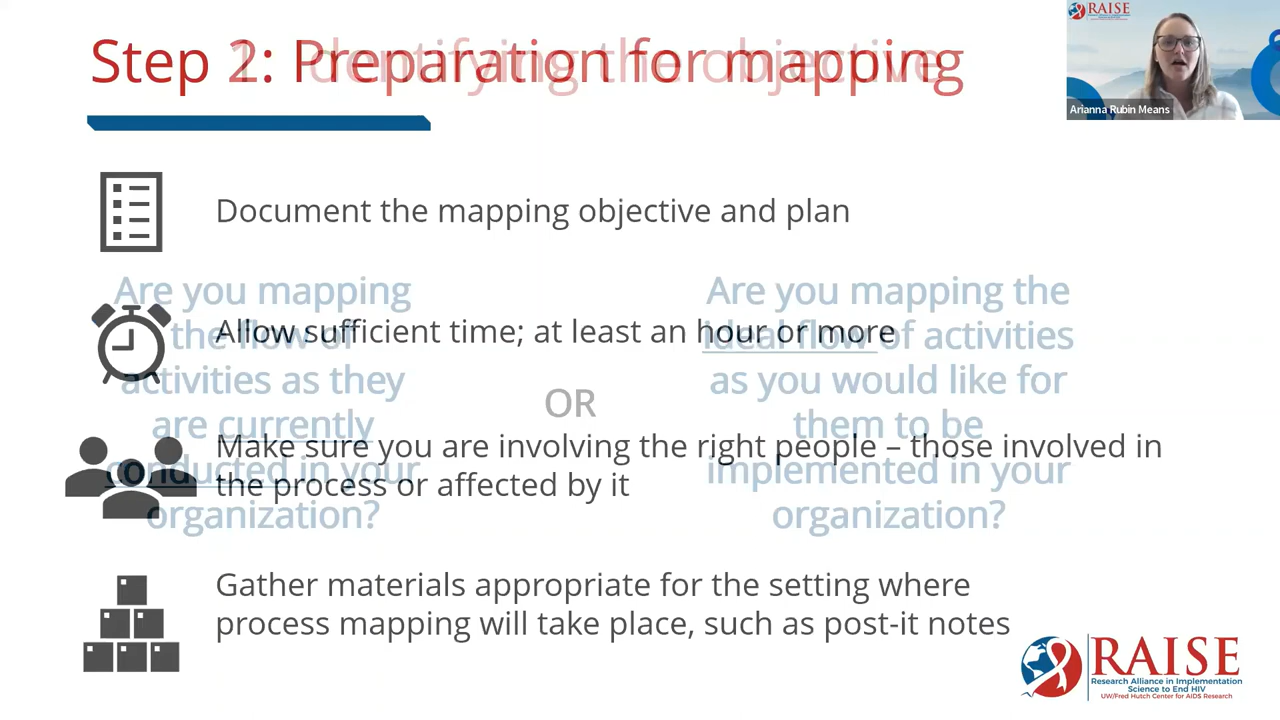 Step 2: Preparation for mapping
1: Identifying the objective
RAISE
Arianna Rubin Means
Document the mapping objective and plan
Allow sufficient time; at least an hour or more
Make sure you are involving the right people – those involved in
the process or affected by it
Gather materials appropriate for the setting where
process mapping will take place, such as post-it notes
Are you mapping
the flow of
activities as they
are currently
conducted in your
organization?
OR
Are you mapping the
ideal flow of activities
as you would like for
them to be
implemented in your
organization?
RAISE
Research Alliance in Implementation
Science to End HIV
UW/Fred Hutch Center for AIDS Research